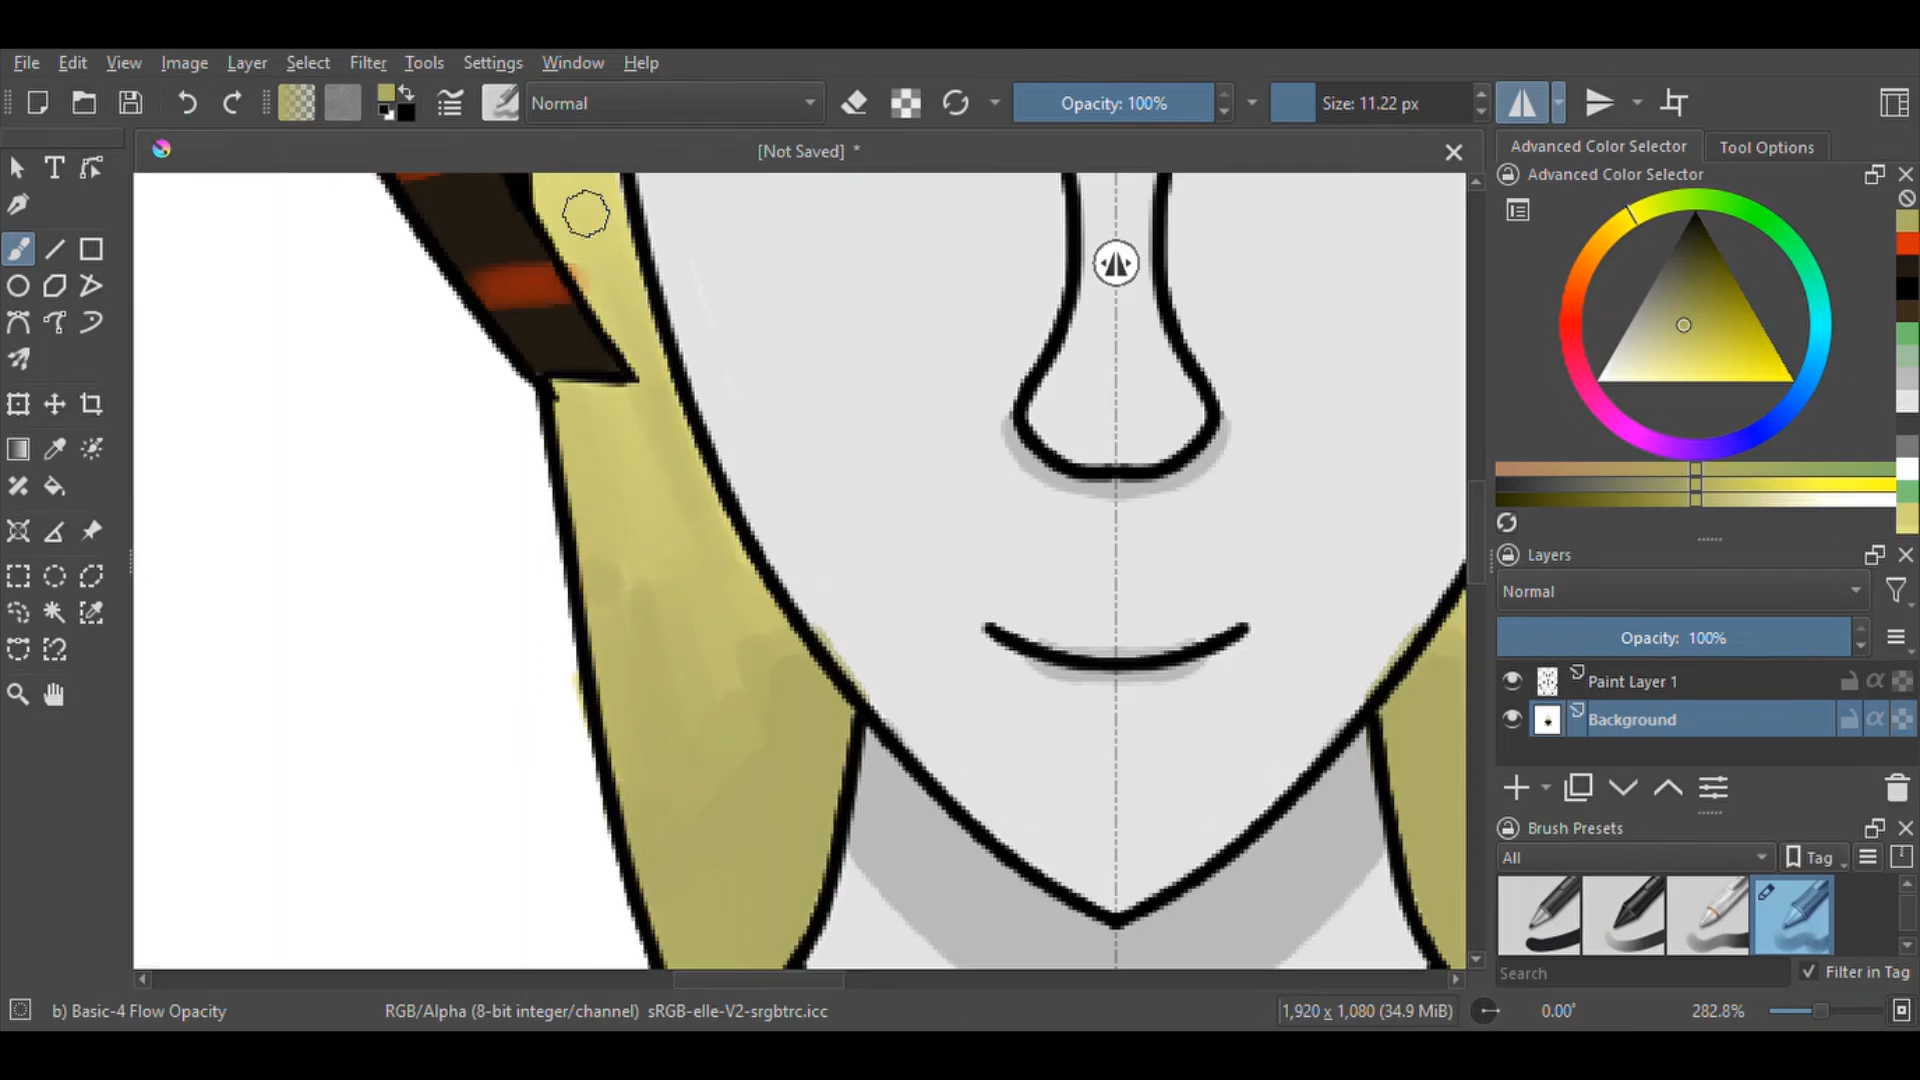 File Edit View Image Layer Select Filter Tools Settings Window Help
Normal
Opacity: 100%
Size: 11.22 px
[Not Saved] *
Advanced Color Selector
Tool Options
Advanced Color Selector
Layers
Normal
Opacity: 100%
Paint Layer 1
Background
Brush Presets
All
Tag
Search
Filter in Tag
b) Basic-4 Flow Opacity
RGB/Alpha (8-bit integer/channel) sRGB-elle-V2-srgbtrc.icc
1,920 x 1,080 (34.9 MiB)
0.00°
282.8%